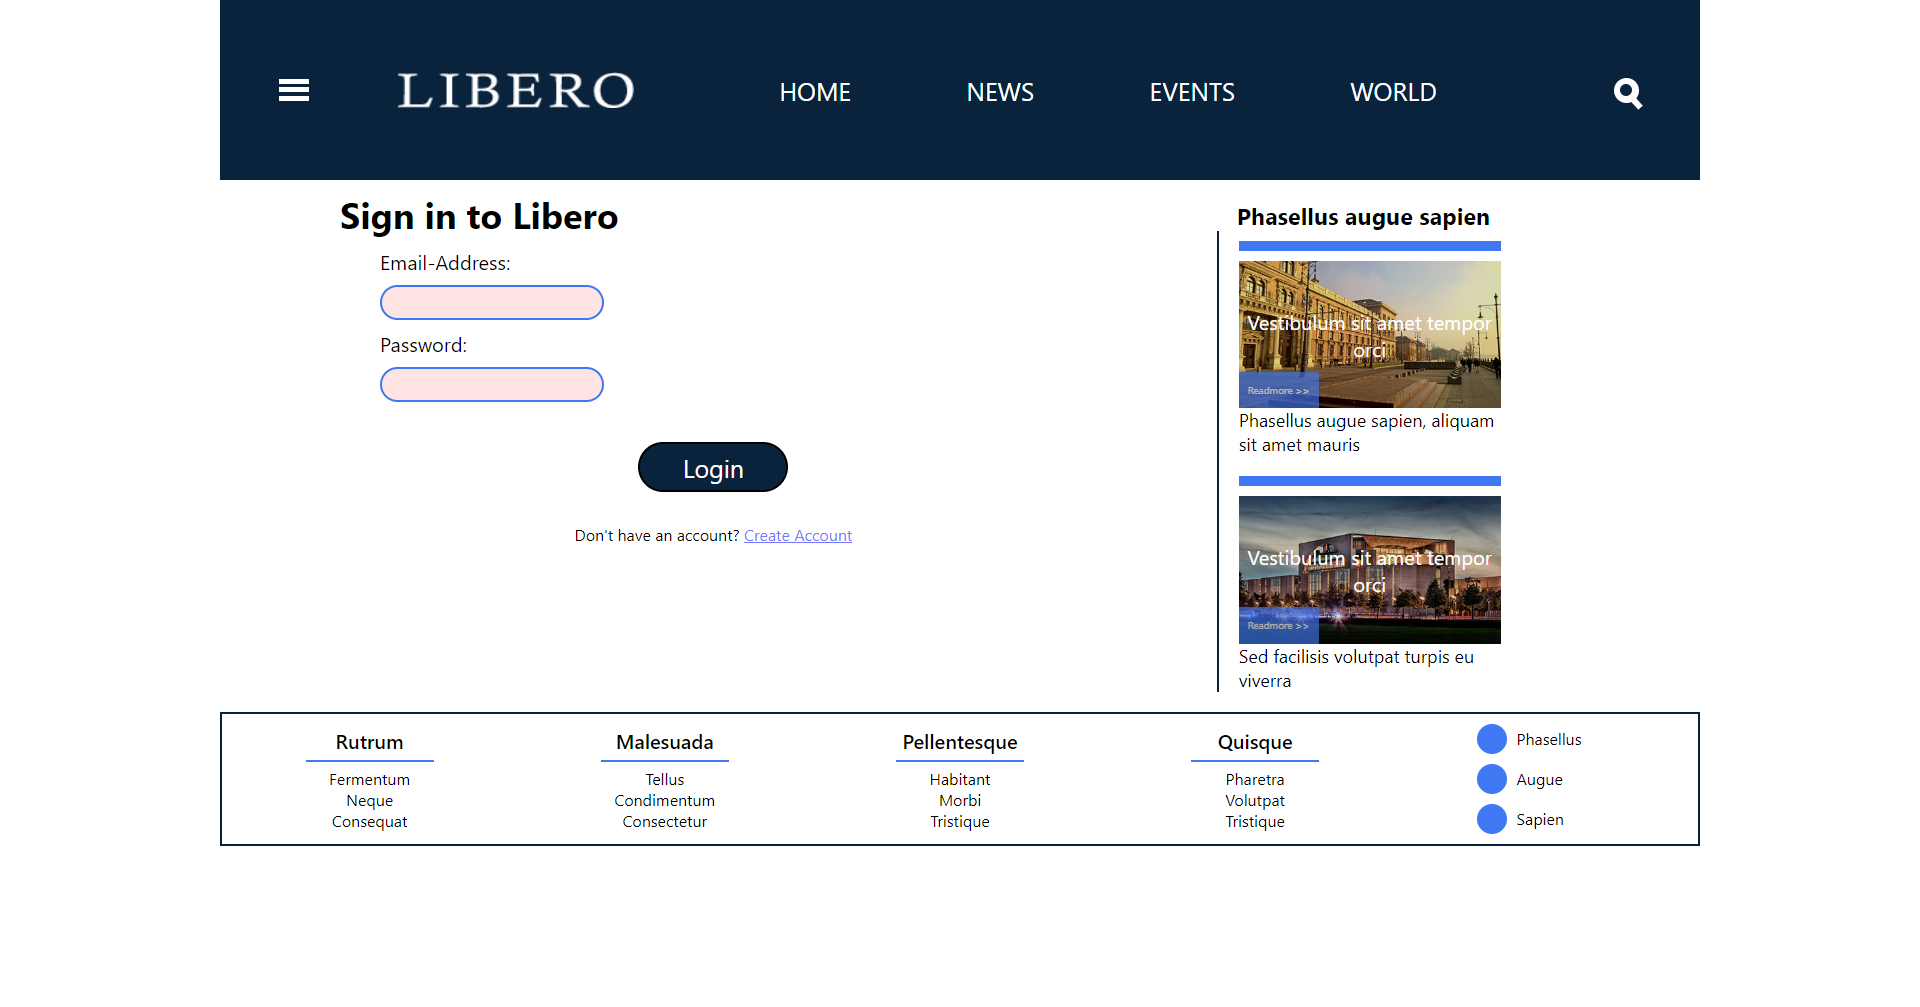 LIBERO
HOME
NEWS
EVENTS
WORLD
Sign in to Libero
Email-Address:
Password:
Login
Don't have an account? Create Account
Phasellus augue sapien
Vestibulum sit amet tempor
orci
Readmore >>
Phasellus augue sapien, aliquam
sit amet mauris
Vestibulum sit amet tempor
orci
Readmore >>
Sed facilisis volutpat turpis eu
viverra
Rutrum
Fermentum
Neque
Consequat
Malesuada
Tellus
Condimentum
Consectetur
Pellentesque
Habitant
Morbi
Tristique
Quisque
Pharetra
Volutpat
Tristique
Phasellus
Augue
Sapien